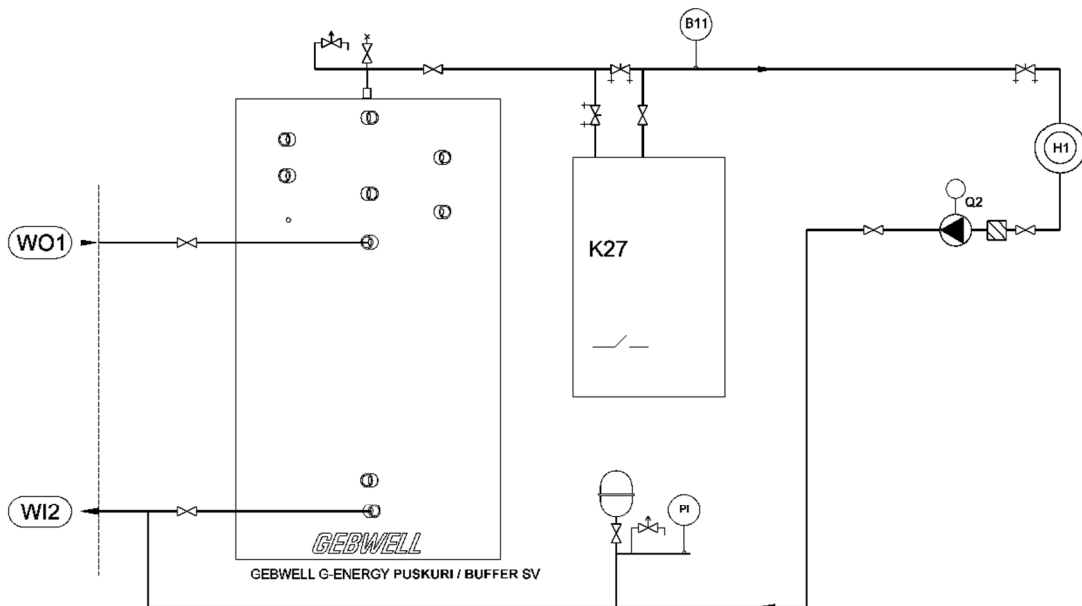 B11
H1
Q2
WO1
K27
WI2
PI
GEBWELL
GEBWELL G-ENERGY PUSKURI / BUFFER SV